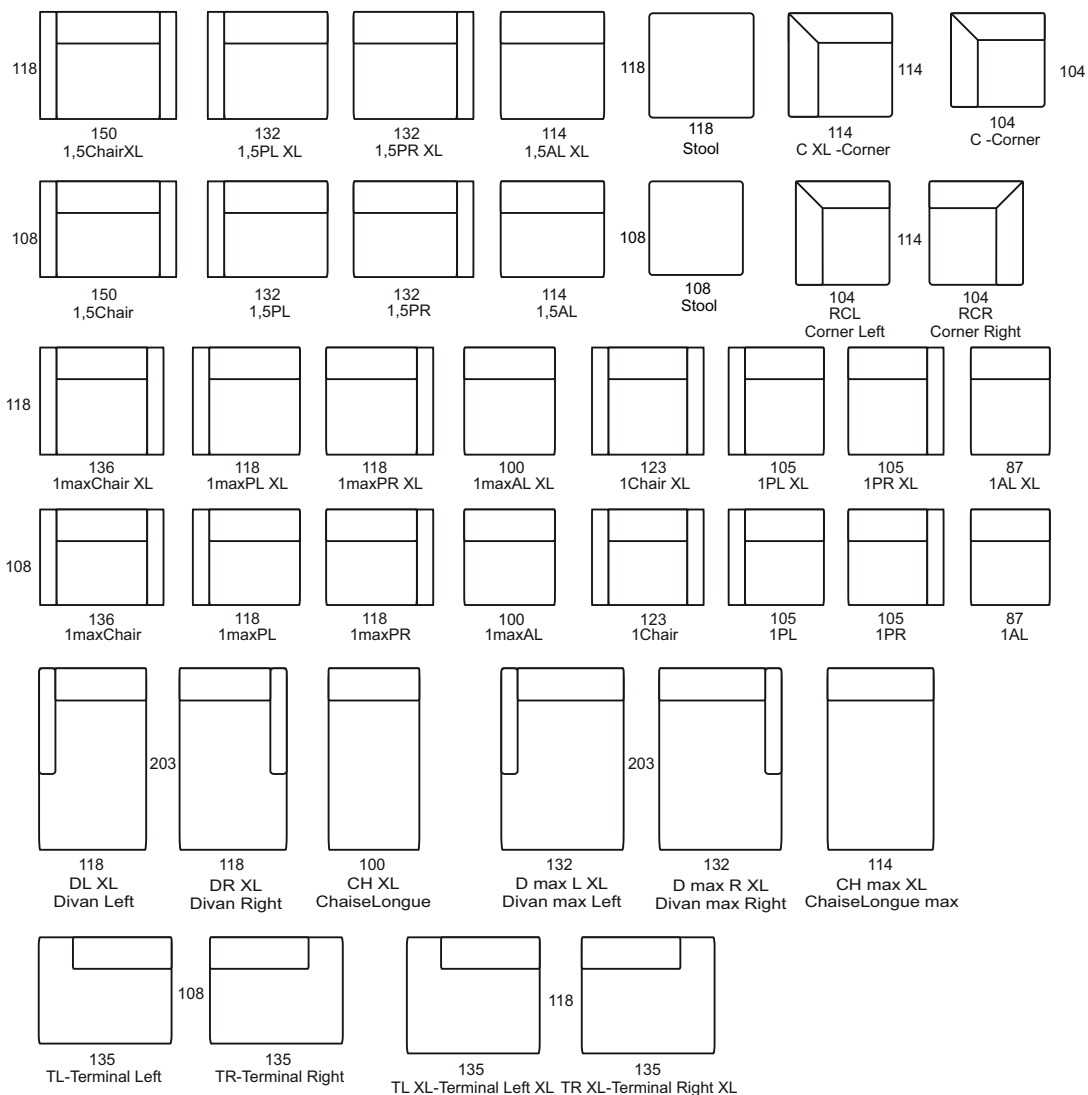 118
150
1,5ChairXL
132
1,5PL XL
132
1,5PR XL
114
1,5AL XL
118
118
Stool
114
114
C XL -Corner
104
104
C -Corner
108
150
1,5Chair
132
1,5PL
132
1,5PR
114
1,5AL
108
108
Stool
114
104
RCL
Corner Left
104
RCR
Corner Right
118
136
1maxChair XL
118
1maxPL XL
118
1maxPR XL
100
1maxAL XL
123
1Chair XL
105
1PL XL
105
1PR XL
87
1AL XL
108
136
1maxChair
118
1maxPL
118
1maxPR
100
1maxAL
123
1Chair
105
1PL
105
1PR
87
1AL
203
118
DL XL
Divan Left
118
DR XL
Divan Right
100
CH XL
ChaiseLongue
203
132
D max L XL
Divan max Left
132
D max R XL
Divan max Right
114
CH max XL
ChaiseLongue max
108
135
TL-Terminal Left
135
TR-Terminal Right
118
135
TL XL-Terminal Left XL
135
TR XL-Terminal Right XL